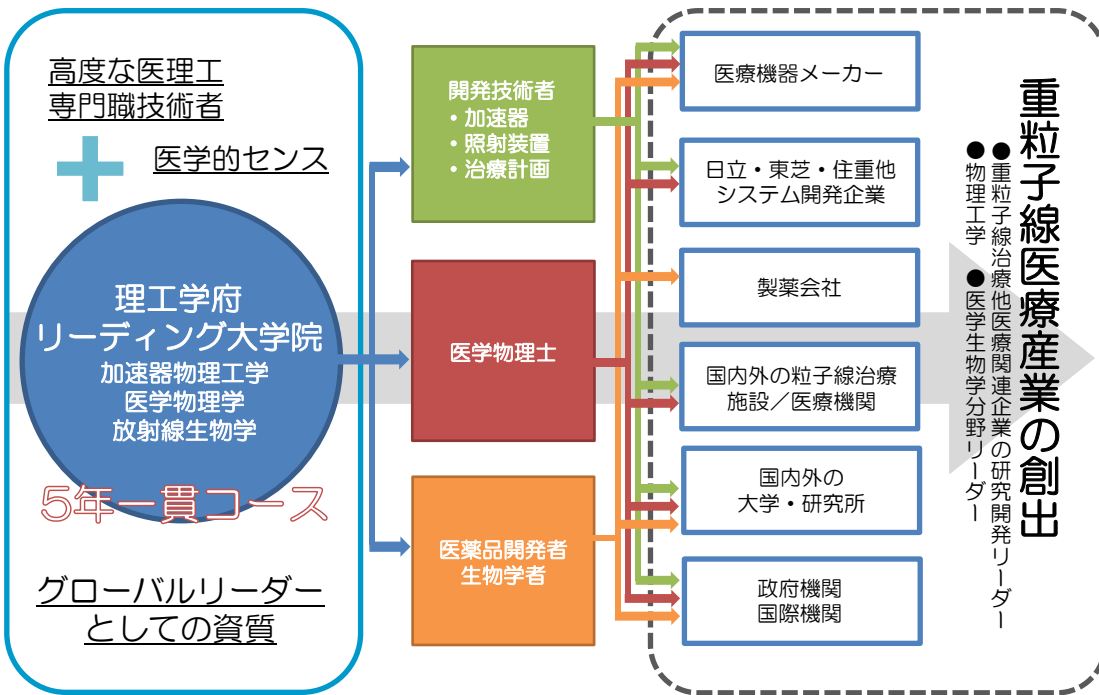 高度な医理工
専門職技術者
医学的センス
理工学府
リーディング大学院
加速器物理工学
医学物理学
放射線生物学
5年一貫コース
グローバルリーダー
としての資質
開発技術者
・加速器
・照射装置
・治療計画
医学物理士
医薬品開発者
生物学者
医療機器メーカー
日立・東芝・住重他
システム開発企業
製薬会社
国内外の粒子線治療
施設／医療機関
国内外の
大学・研究所
政府機関
国際機関
重粒子線医療産業の創出
●重粒子線治療他医療関連企業の研究開発リーダー
●物理工学 ●医学生物学分野リーダー